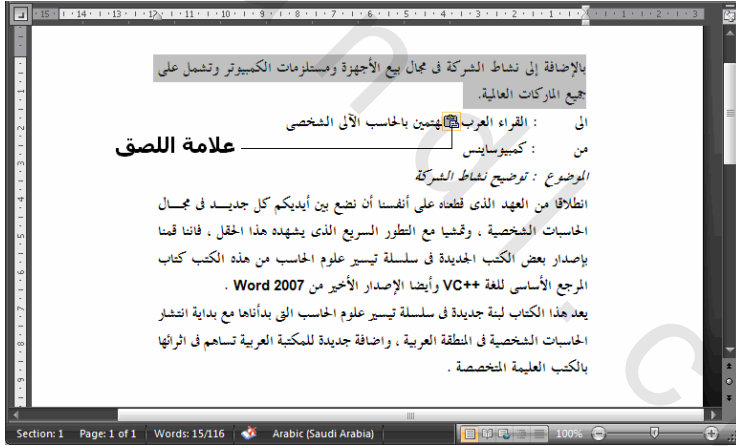 بالإضافة إلى نشاط الشركة فى مجال بيع الأجهزة ومستلزمات الكمبيوتر وتشمل على
جميع الماركات العالمية.
الى : القراء العرب المهتمين بالحاسب الآلى الشخصى
علامة اللصق
من : كمبيوساينس
الموضوع : توضيح نشاط الشركة
انطلاقا من العهد الذى قطعناه على أنفسنا أن نضع بين أيديكم كل جديــد فى مجــال
الحاسبات الشخصية ، وتمشيا مع التطور السريع الذى يشهده هذا الحقل ، فاننا قمنا
بإصدار بعض الكتب الجديدة فى سلسلة تيسير علوم الحاسب من هذه الكتب كتاب
المرجع الأساسى للغة VC++ وأيضا الإصدار الأخير من Word 2007 .
يعد هذا الكتاب لبنة جديدة فى سلسلة تيسير علوم الحاسب التى بدأناها مع بداية انتشار
الحاسبات الشخصية فى المنطقة العربية ، واضافة جديدة للمكتبة العربية تساهم فى اثرائها
بالكتب العليمة المتخصصة .
Section: 1 Page: 1 of 1 Words: 15/116 Arabic (Saudi Arabia) 100%